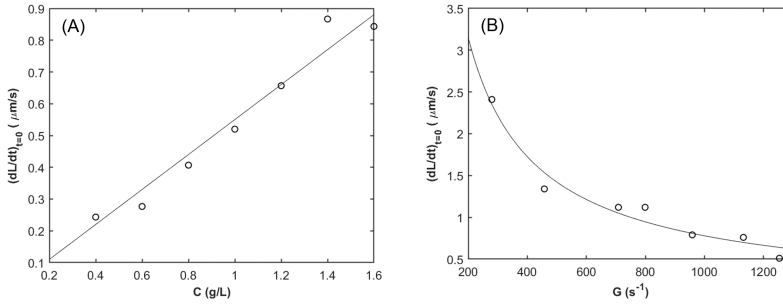 (A)
(dL/dt)t=0 ( μm/s)
0.9
0.8
0.7
0.6
0.5
0.4
0.3
0.2
0.1
0.2 0.4 0.6 0.8 1 1.2 1.4 1.6
C (g/L)
(B)
(dL/dt)t=0 ( μm/s)
3.5
3
2.5
2
1.5
1
0.5
200 400 600 800 1000 1200
G (s-1)